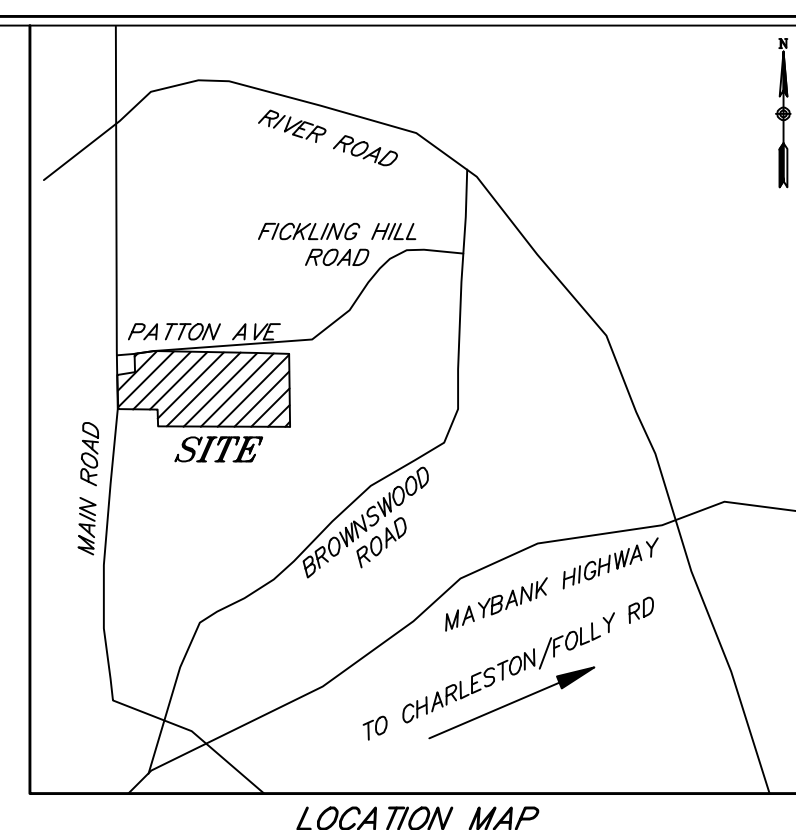 N
RIVER ROAD
FICKLING HILL
ROAD
PATTON AVE
SITE
MAIN ROAD
BROWNSWOOD
ROAD
MAYBANK HIGHWAY
TO CHARLESTON/FOLLY RD
LOCATION MAP